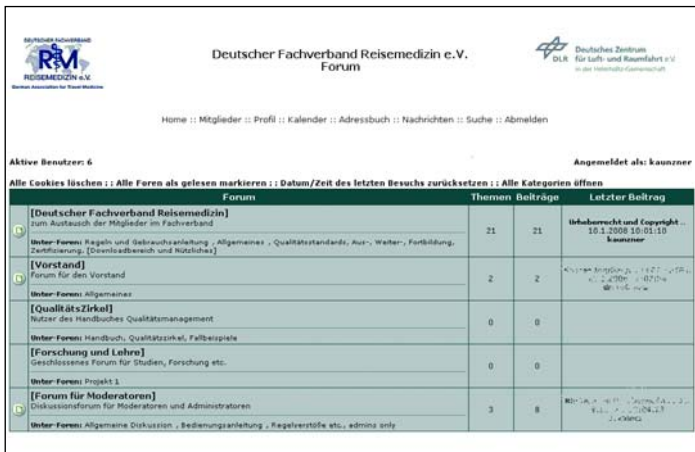 DEUTSCHER FACHVERBAND
RM
REISEMEDIZIN e.V.
German Association for Travel Medicine
Deutscher Fachverband Reisemedizin e.V.
Forum
DLR
Deutsches Zentrum
für Luft- und Raumfahrt e.V.
in der Helmholtz-Gemeinschaft
Home :: Mitglieder :: Profil :: Kalender :: Adressbuch :: Nachrichten :: Suche :: Abmelden
Aktive Benutzer: 6
Angemeldet als: kaunzner
Alle Cookies löschen :: Alle Foren als gelesen markieren :: Datum/Zeit des letzten Besuchs zurücksetzen :: Alle Kategorien öffnen
Forum Themen Beiträge Letzter Beitrag
[Deutscher Fachverband Reisemedizin]
zum Austausch der Mitglieder im Fachverband
Unter-Foren: Regeln und Gebrauchsanleitung , Allgemeines , Qualitätsstandards, Aus-, Weiter-, Fortbildung,
Zertifizierung, [Downloadbereich und Nützliches]
21 21
Urheberrecht und Copyright ..
10.1.2008 10:01:10
kaunzner
[Vorstand]
Forum für den Vorstand
Unter-Foren: Allgemeines
2 2
[QualitätsZirkel]
Nutzer des Handbuches Qualitätsmanagement
Unter-Foren: Handbuch, Qualitätszirkel, Fallbeispiele
0 0
[Forschung und Lehre]
Geschlossenes Forum für Studien, Forschung etc.
Unter-Foren: Projekt 1
0 0
[Forum für Moderatoren]
Diskussionsforum für Moderatoren und Administratoren
Unter-Foren: Allgemeine Diskussion , Bedienungsanleitung , Regelverstöße etc., admins only
3 8